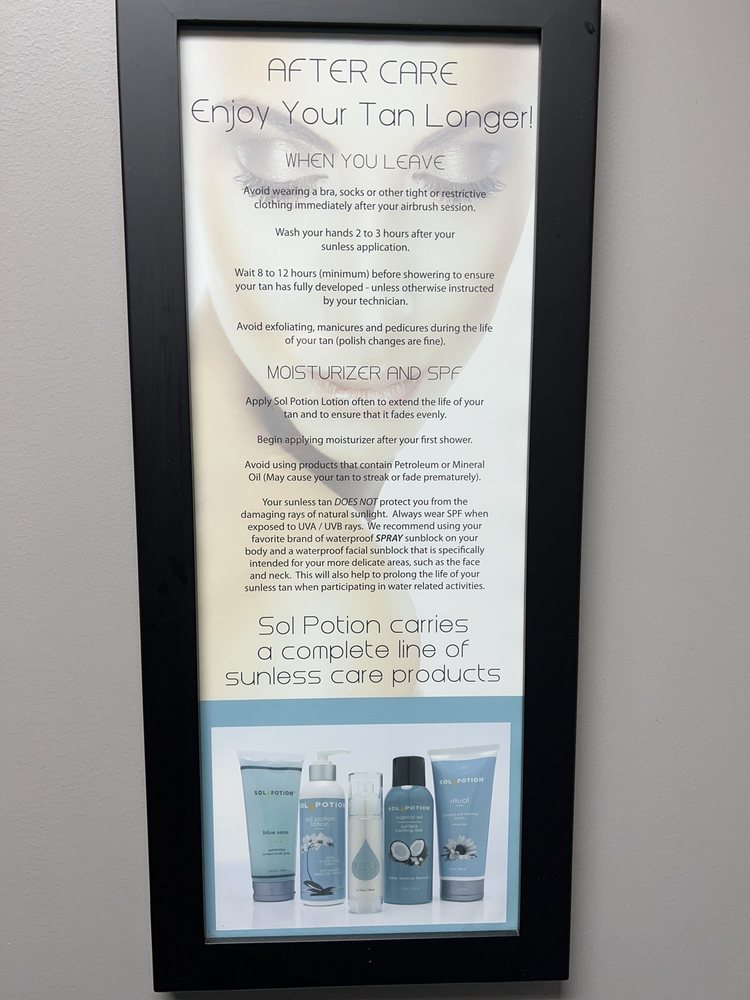 AFTER CARE
Enjoy Your Tan Longer!
WHEN YOU LEAVE
Avoid wearing a bra, socks or other tight or restrictive
clothing immediately after your airbrush session.
Wash your hands 2 to 3 hours after your
sunless application.
Wait 8 to 12 hours (minimum) before showering to ensure
your tan has fully developed - unless otherwise instructed
by your technician.
Avoid exfoliating, manicures and pedicures during the life
of your tan (polish changes are fine).
MOISTURIZER AND SPF
Apply Sol Potion Lotion often to extend the life of your
tan and to ensure that it fades evenly.
Begin applying moisturizer after your first shower.
Avoid using products that contain Petroleum or Mineral
Oil (May cause your tan to streak or fade prematurely).
Your sunless tan DOES NOT protect you from the
damaging rays of natural sunlight. Always wear SPF when
exposed to UVA / UVB rays. We recommend using your
favorite brand of waterproof SPRAY sunblock on your
body and a waterproof facial sunblock that is specifically
intended for your more delicate areas, such as the face
and neck. This will also help to prolong the life of your
sunless tan when participating in water related activities.
Sol Potion carries
a complete line of
sunless care products
SOL POTION
blue seas
SOL POTION
sol potion
lotion
SOL POTION
tropical sol
sunless
tanning mist
SOL POTION
ritual